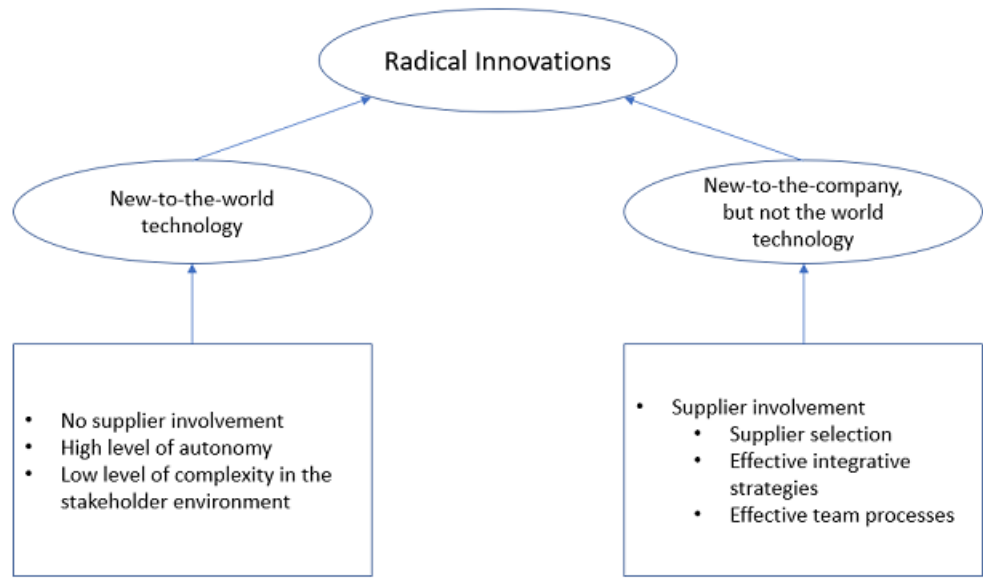 Radical Innovations
New-to-the-world
technology
New-to-the-company,
but not the world
technology
• No supplier involvement
• High level of autonomy
• Low level of complexity in the
stakeholder environment
• Supplier involvement
• Supplier selection
• Effective integrative
strategies
• Effective team processes